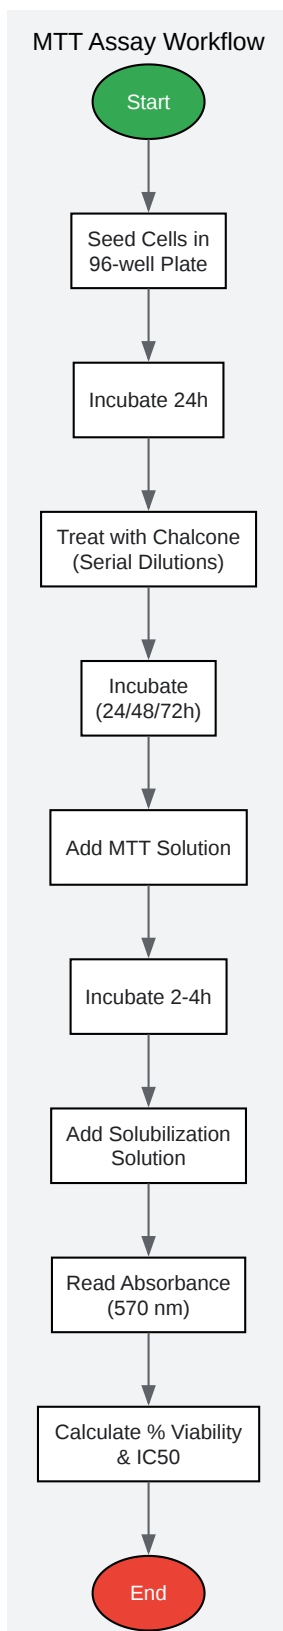 MTT Assay Workflow
Start
Seed Cells in
96-well Plate
Incubate 24h
Treat with Chalcone
(Serial Dilutions)
Incubate
(24/48/72h)
Add MTT Solution
Incubate 2-4h
Add Solubilization
Solution
Read Absorbance
(570 nm)
Calculate % Viability
& IC50
End